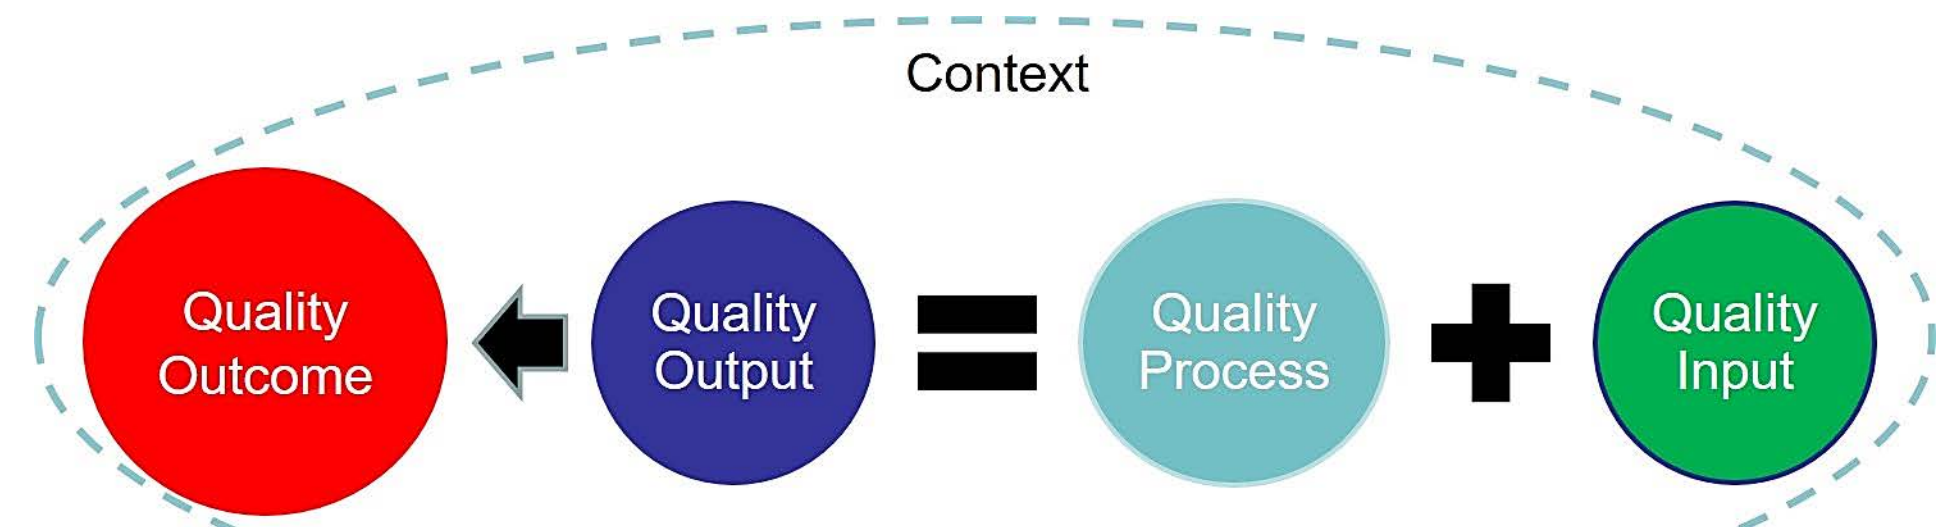 Context
Quality
Outcome
Quality
Output
Quality
Process
Quality
Input